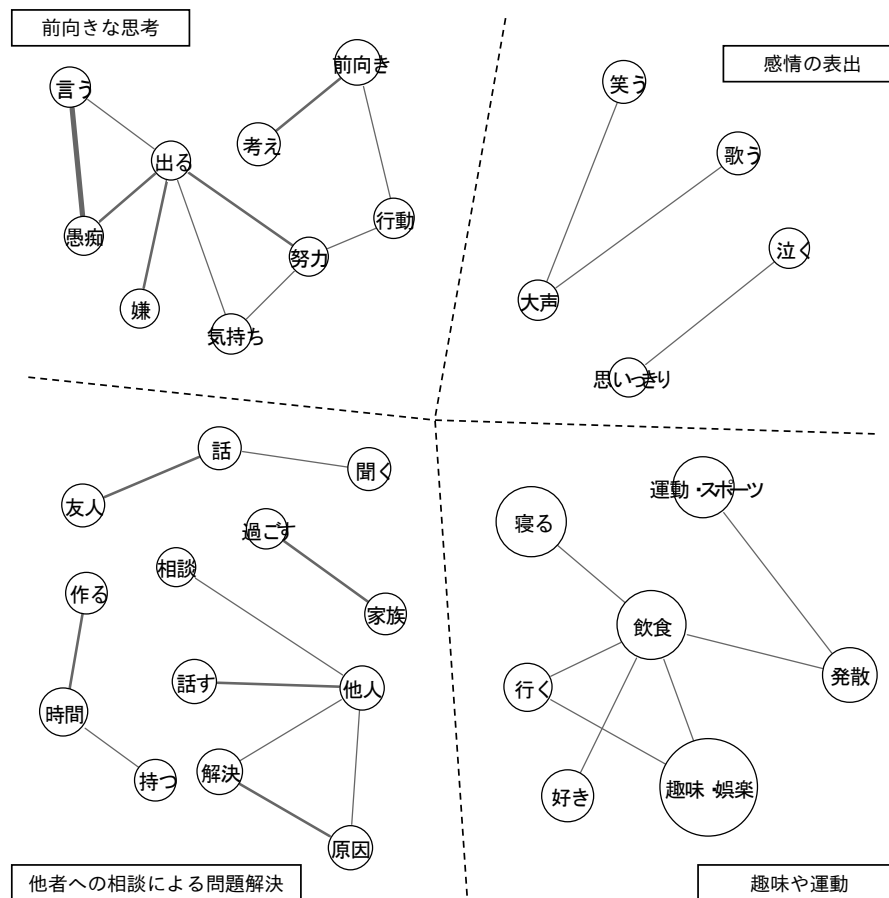 前向きな思考
言う
前向き
考え
出る
愚痴
行動
努力
嫌
気持ち
感情の表出
笑う
歌う
泣く
大声
思いっきり
話
聞く
友人
過ごす
相談
作る
家族
話す
他人
時間
解決
持つ
原因
他者への相談による問題解決
運動・スポーツ
寝る
飲食
行く
発散
好き
趣味・娯楽
趣味や運動